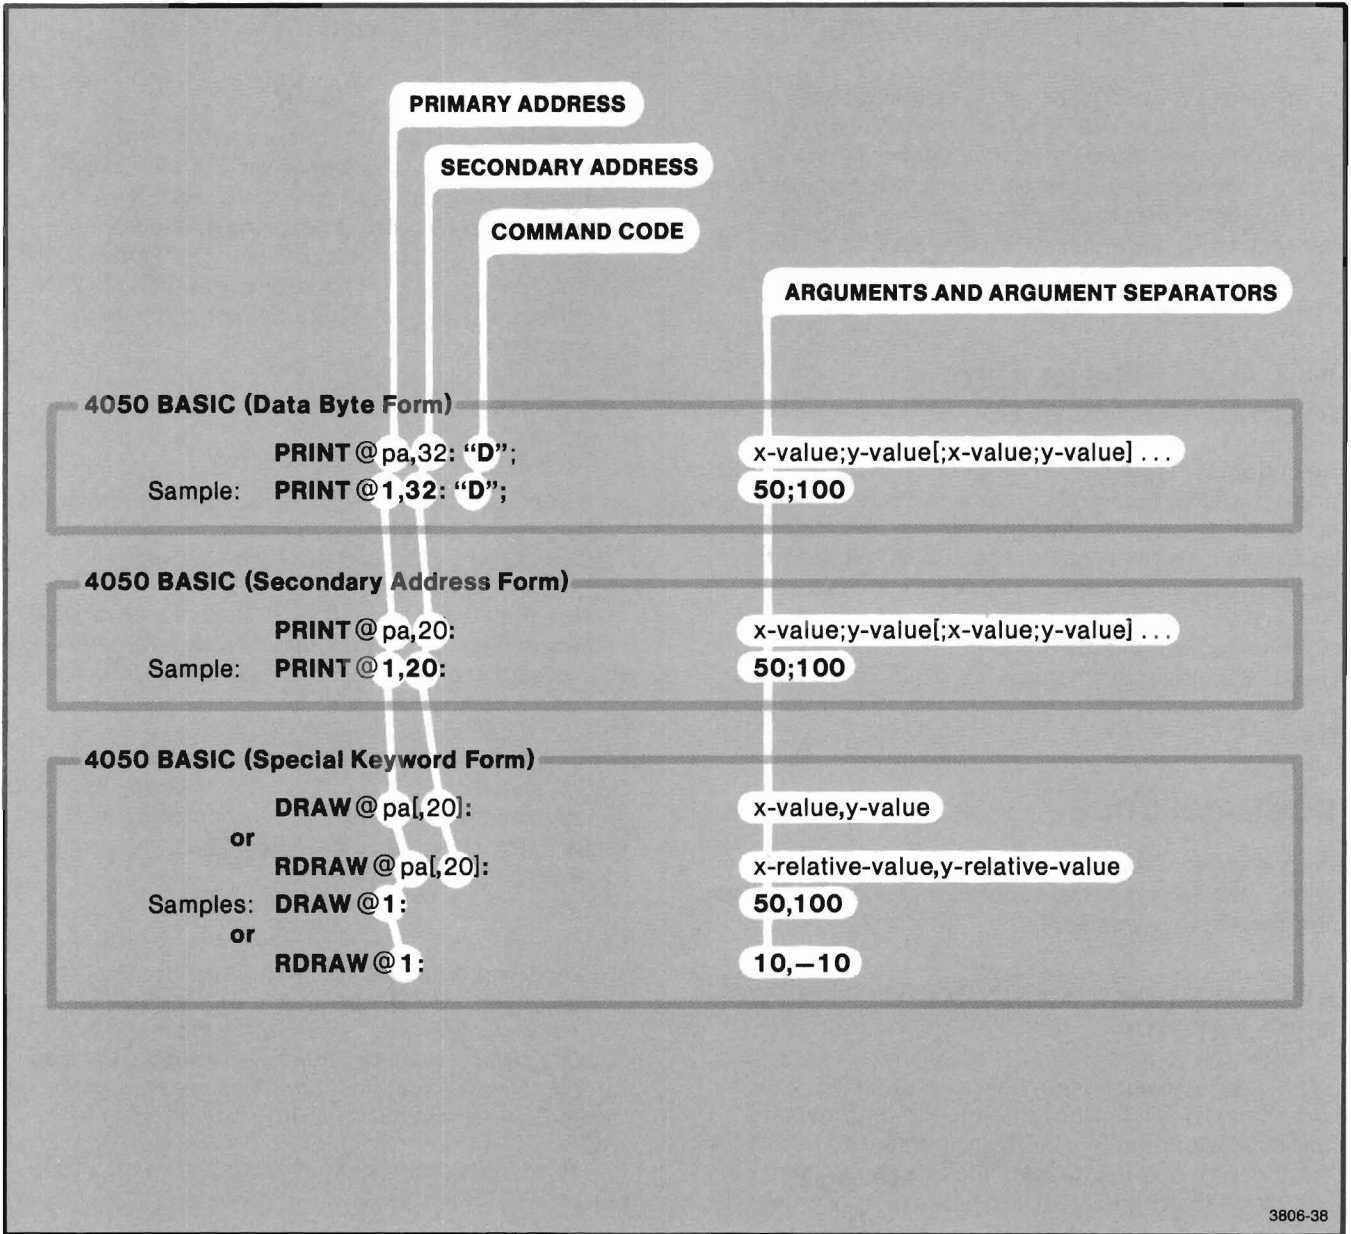 PRIMARY ADDRESS
SECONDARY ADDRESS
COMMAND CODE
ARGUMENTS AND ARGUMENT SEPARATORS
4050 BASIC (Data Byte Form)
PRINT @ pa,32: “D”; x-value;y-value[;x-value;y-value] ...
Sample: PRINT @ 1,32: “D”; 50;100
4050 BASIC (Secondary Address Form)
PRINT @ pa,20: x-value;y-value[;x-value;y-value] ...
Sample: PRINT @ 1,20: 50;100
4050 BASIC (Special Keyword Form)
DRAW @ pa[,20]: x-value,y-value
or
RDRAW @ pa[,20]: x-relative-value,y-relative-value
Samples: DRAW @ 1: 50,100
or
RDRAW @ 1: 10,–10
3806-38